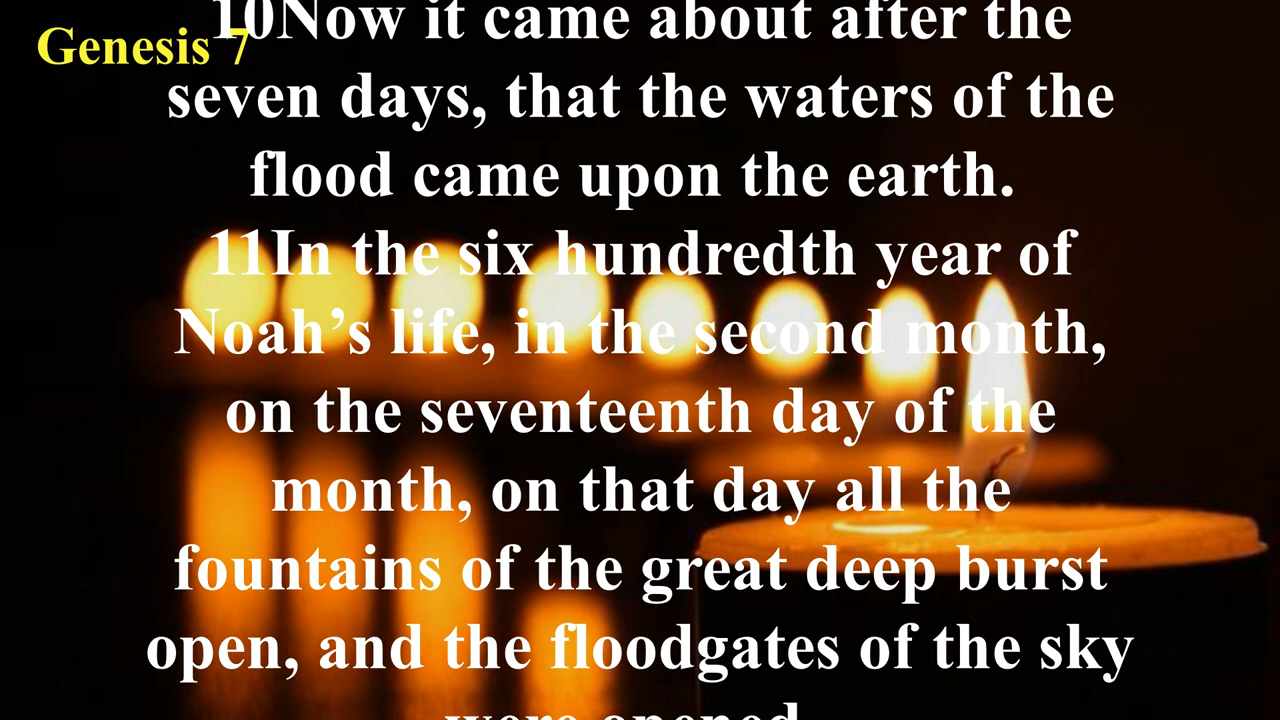 Genesis 7
10Now it came about after the
seven days, that the waters of the
flood came upon the earth.
11In the six hundredth year of
Noah’s life, in the second month,
on the seventeenth day of the
month, on that day all the
fountains of the great deep burst
open, and the floodgates of the sky
were opened